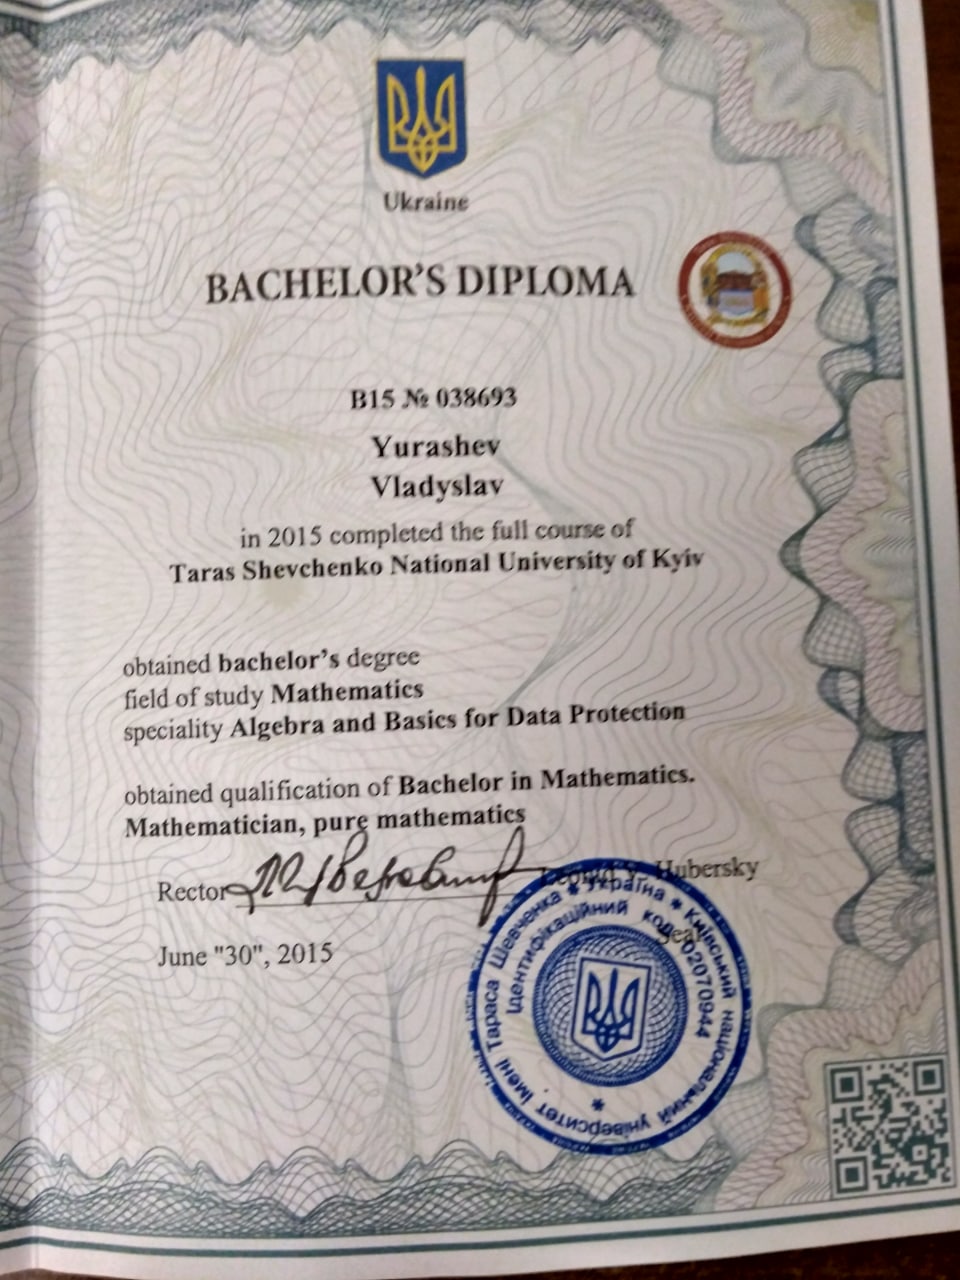 Ukraine
BACHELOR'S DIPLOMA
B15 № 038693
Yurashev
Vladyslav
in 2015 completed the full course of
Taras Shevchenko National University of Kyiv
obtained bachelor's degree
field of study Mathematics
speciality Algebra and Basics for Data Protection
obtained qualification of Bachelor in Mathematics.
Mathematician, pure mathematics
Rector Leonid V. Hubersky
Seal
June "30", 2015
Україна * Київський національний університет імені Тараса Шевченка *
Ідентифікаційний код 02070944